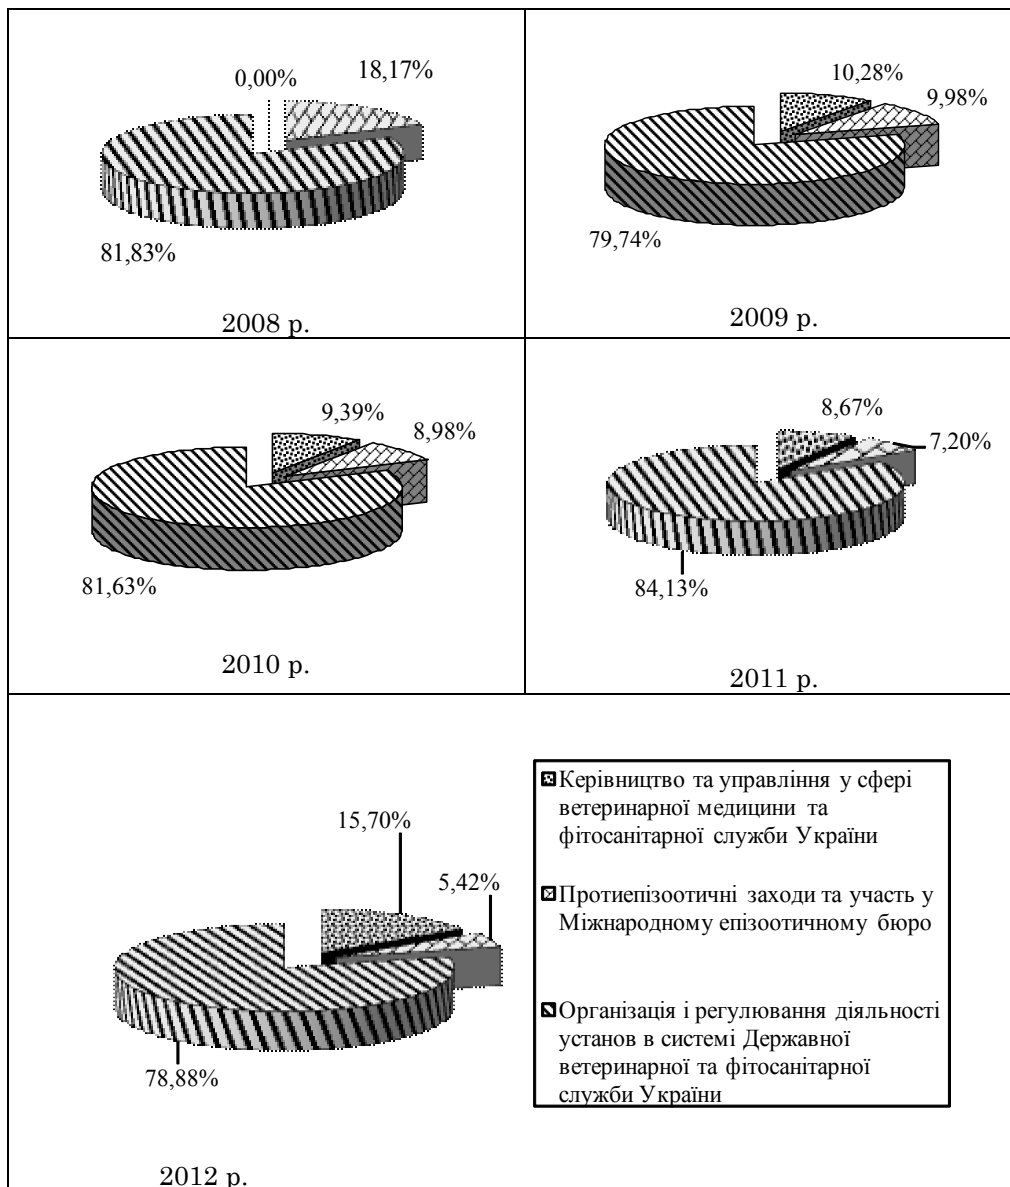 0,00%
18,17%
81,83%
2008 р.
10,28%
9,98%
79,74%
2009 р.
9,39%
8,98%
81,63%
2010 р.
8,67%
7,20%
84,13%
2011 р.
15,70%
5,42%
78,88%
2012 р.
Керівництво та управління у сфері
ветеринарної медицини та
фітосанітарної служби України
Протиепізоотичні заходи та участь у
Міжнародному епізоотичному бюро
Організація і регулювання діяльності
установ в системі Державної
ветеринарної та фітосанітарної
служби України